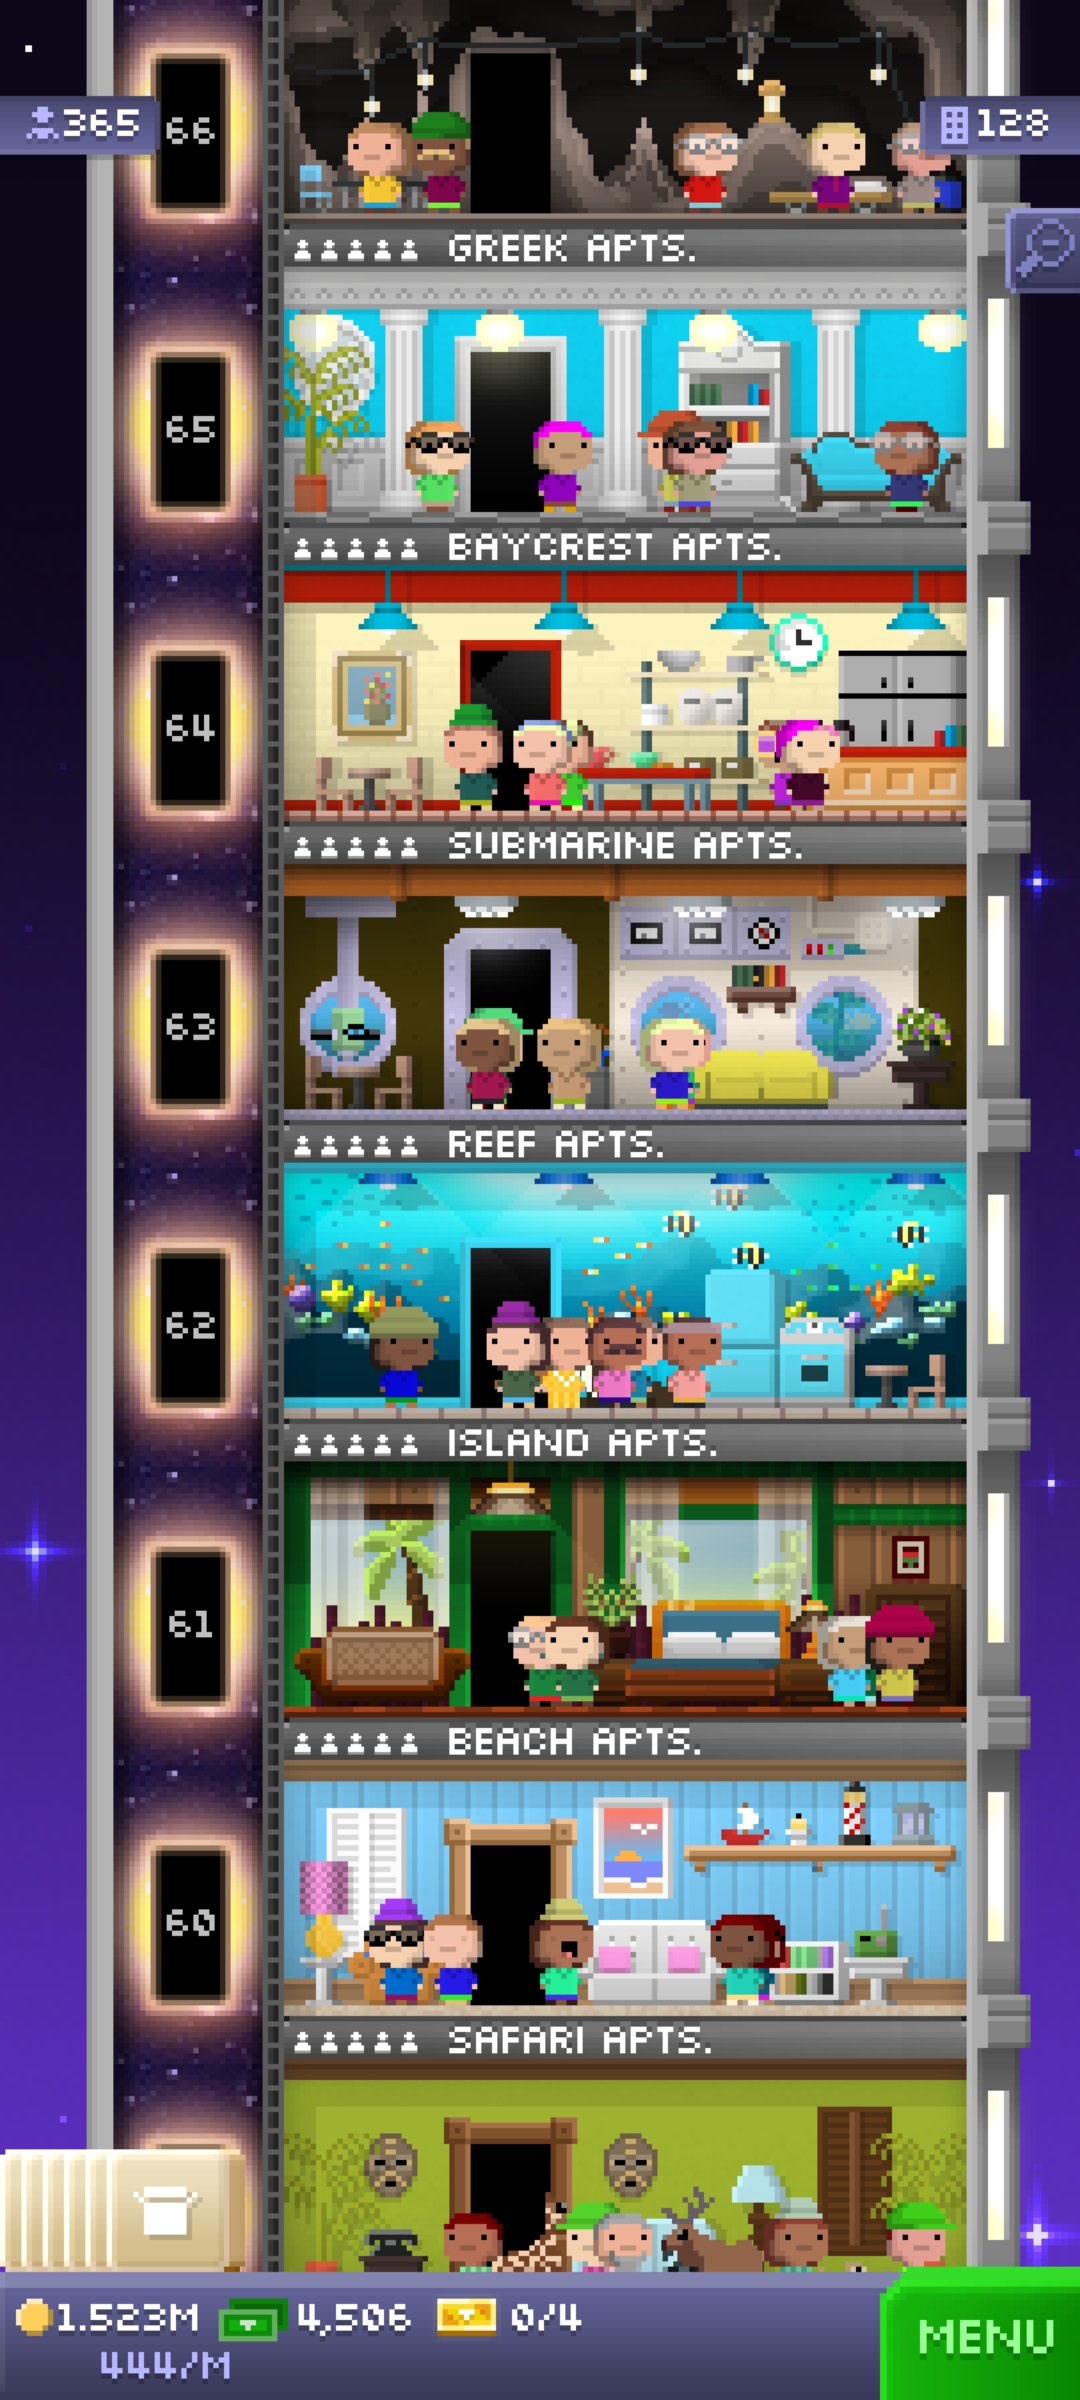 365
66
128
GREEK APTS.
65
BAYCREST APTS.
64
SUBMARINE APTS.
63
REEF APTS.
62
ISLAND APTS.
61
BEACH APTS.
60
SAFARI APTS.
1.523M 4,506 0/4
444/M
MENU